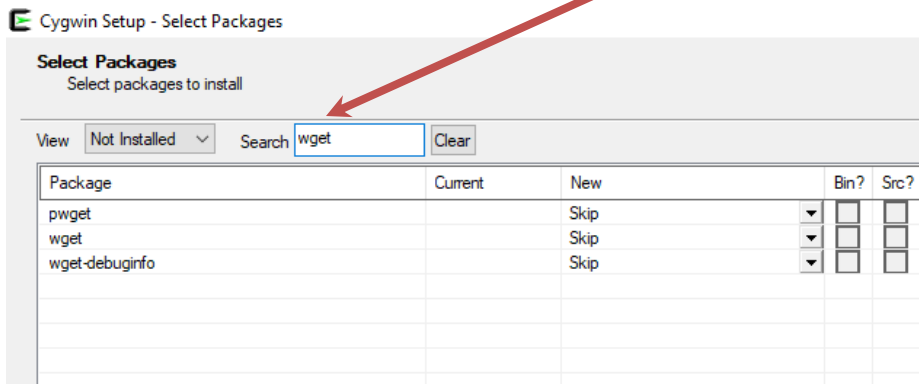 Cygwin Setup - Select Packages
Select Packages
Select packages to install
View Not Installed Search wget Clear
Package Current New Bin? Src?
pwget Skip
wget Skip
wget-debuginfo Skip